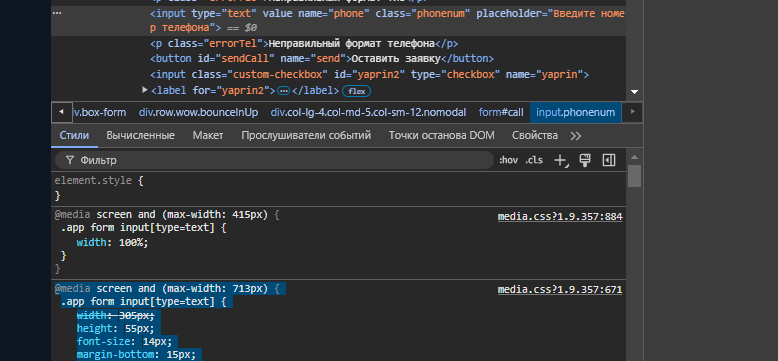 <input type="text" value name="phone" class="phonenum" placeholder="Введите номе
р телефона"> == $0
<p class="errorTel">Неправильный формат телефона</p>
<button id="sendCall" name="send">Оставить заявку</button>
<input class="custom-checkbox" id="yaprin2" type="checkbox" name="yaprin">
<label for="yaprin2">⋯</label> flex
iv.box-form div.row.wow.bounceInUp div.col-lg-4.col-md-5.col-sm-12.nomodal form#call input.phonenum
Стили Вычисленные Макет Прослушиватели событий Точки останова DOM Свойства
Фильтр :hov .cls
element.style {
}
@media screen and (max-width: 415px) { media.css?1.9.357:884
.app form input[type=text] {
width: 100%;
}
}
@media screen and (max-width: 713px) { media.css?1.9.357:671
.app form input[type=text] {
width: 305px;
height: 55px;
font-size: 14px;
margin-bottom: 15px;